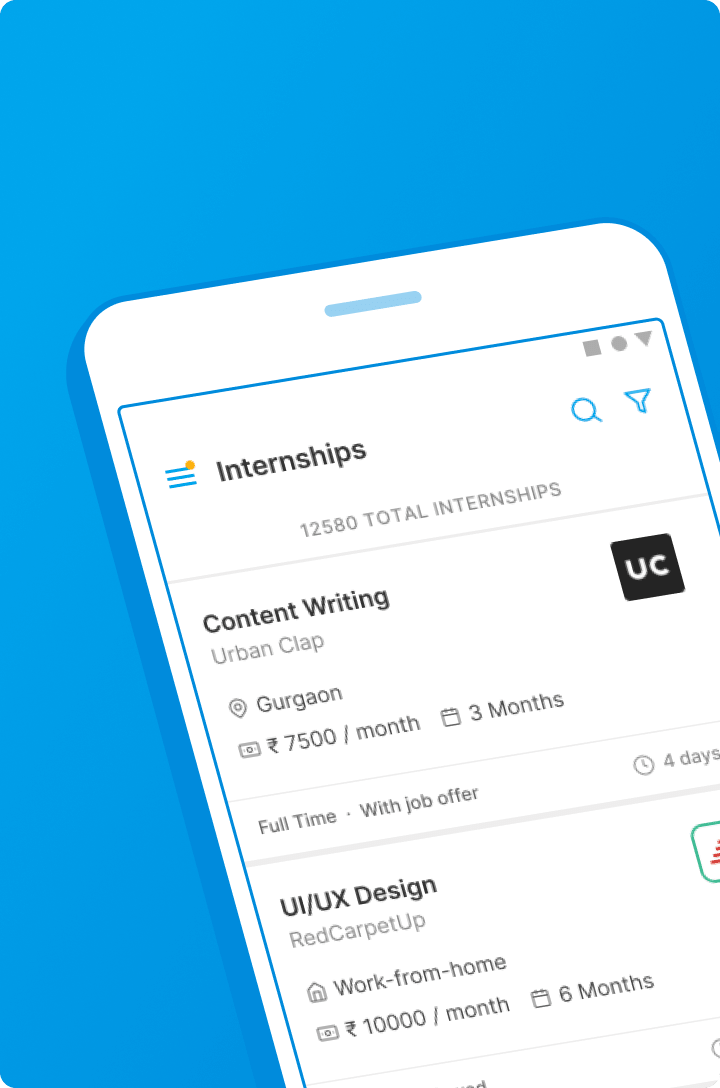 Internships
12580 TOTAL INTERNSHIPS
Content Writing
UC
Urban Clap
Gurgaon
₹ 7500 / month 3 Months
Full Time · With job offer 4 days
UI/UX Design
RedCarpetUp
Work-from-home
₹ 10000 / month 6 Months